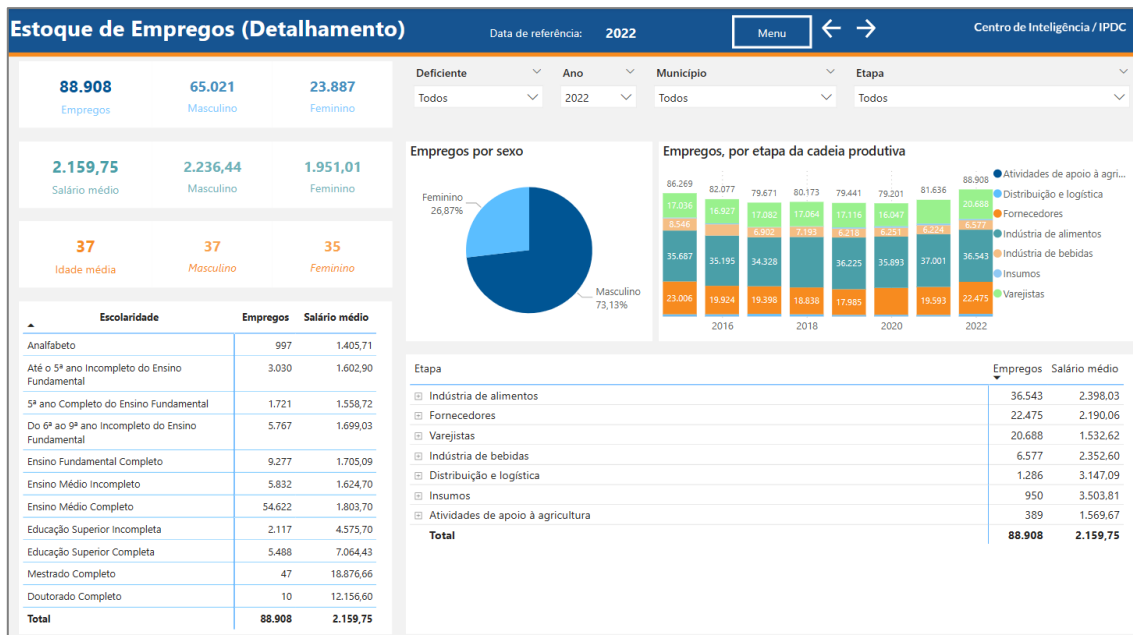 Estoque de Empregos (Detalhamento)
Data de referência: 2022
Menu
Centro de Inteligência / IPDC
88.908 65.021 23.887
Empregos Masculino Feminino
2.159,75 2.236,44 1.951,01
Salário médio Masculino Feminino
37 37 35
Idade média Masculino Feminino
Deficiente Ano Município Etapa
Todos 2022 Todos Todos
Empregos por sexo
Feminino
26,87%
Masculino
73,13%
Empregos, por etapa da cadeia produtiva
86.269 82.077 79.671 80.173 79.441 79.201 81.636 88.908
17.036 16.927 17.082 17.064 17.116 16.047 20.688
8.546 6.902 7.193 6.218 6.251 6.224 6.577
35.687 35.195 34.328 36.225 35.893 37.001 36.543
23.006 19.924 19.398 18.838 17.985 19.593 22.475
2016 2018 2020 2022
Atividades de apoio à agri...
Distribuição e logística
Fornecedores
Indústria de alimentos
Indústria de bebidas
Insumos
Varejistas
Escolaridade Empregos Salário médio
Analfabeto 997 1.405,71
Até o 5ª ano Incompleto do Ensino 3.030 1.602,90
Fundamental
5ª ano Completo do Ensino Fundamental 1.721 1.558,72
Do 6ª ao 9ª ano Incompleto do Ensino 5.767 1.699,03
Fundamental
Ensino Fundamental Completo 9.277 1.705,09
Ensino Médio Incompleto 5.832 1.624,70
Ensino Médio Completo 54.622 1.803,70
Educação Superior Incompleta 2.117 4.575,70
Educação Superior Completa 5.488 7.064,43
Mestrado Completo 47 18.876,66
Doutorado Completo 10 12.156,60
Total 88.908 2.159,75
Etapa Empregos Salário médio
Indústria de alimentos 36.543 2.398,03
Fornecedores 22.475 2.190,06
Varejistas 20.688 1.532,62
Indústria de bebidas 6.577 2.352,60
Distribuição e logística 1.286 3.147,09
Insumos 950 3.503,81
Atividades de apoio à agricultura 389 1.569,67
Total 88.908 2.159,75